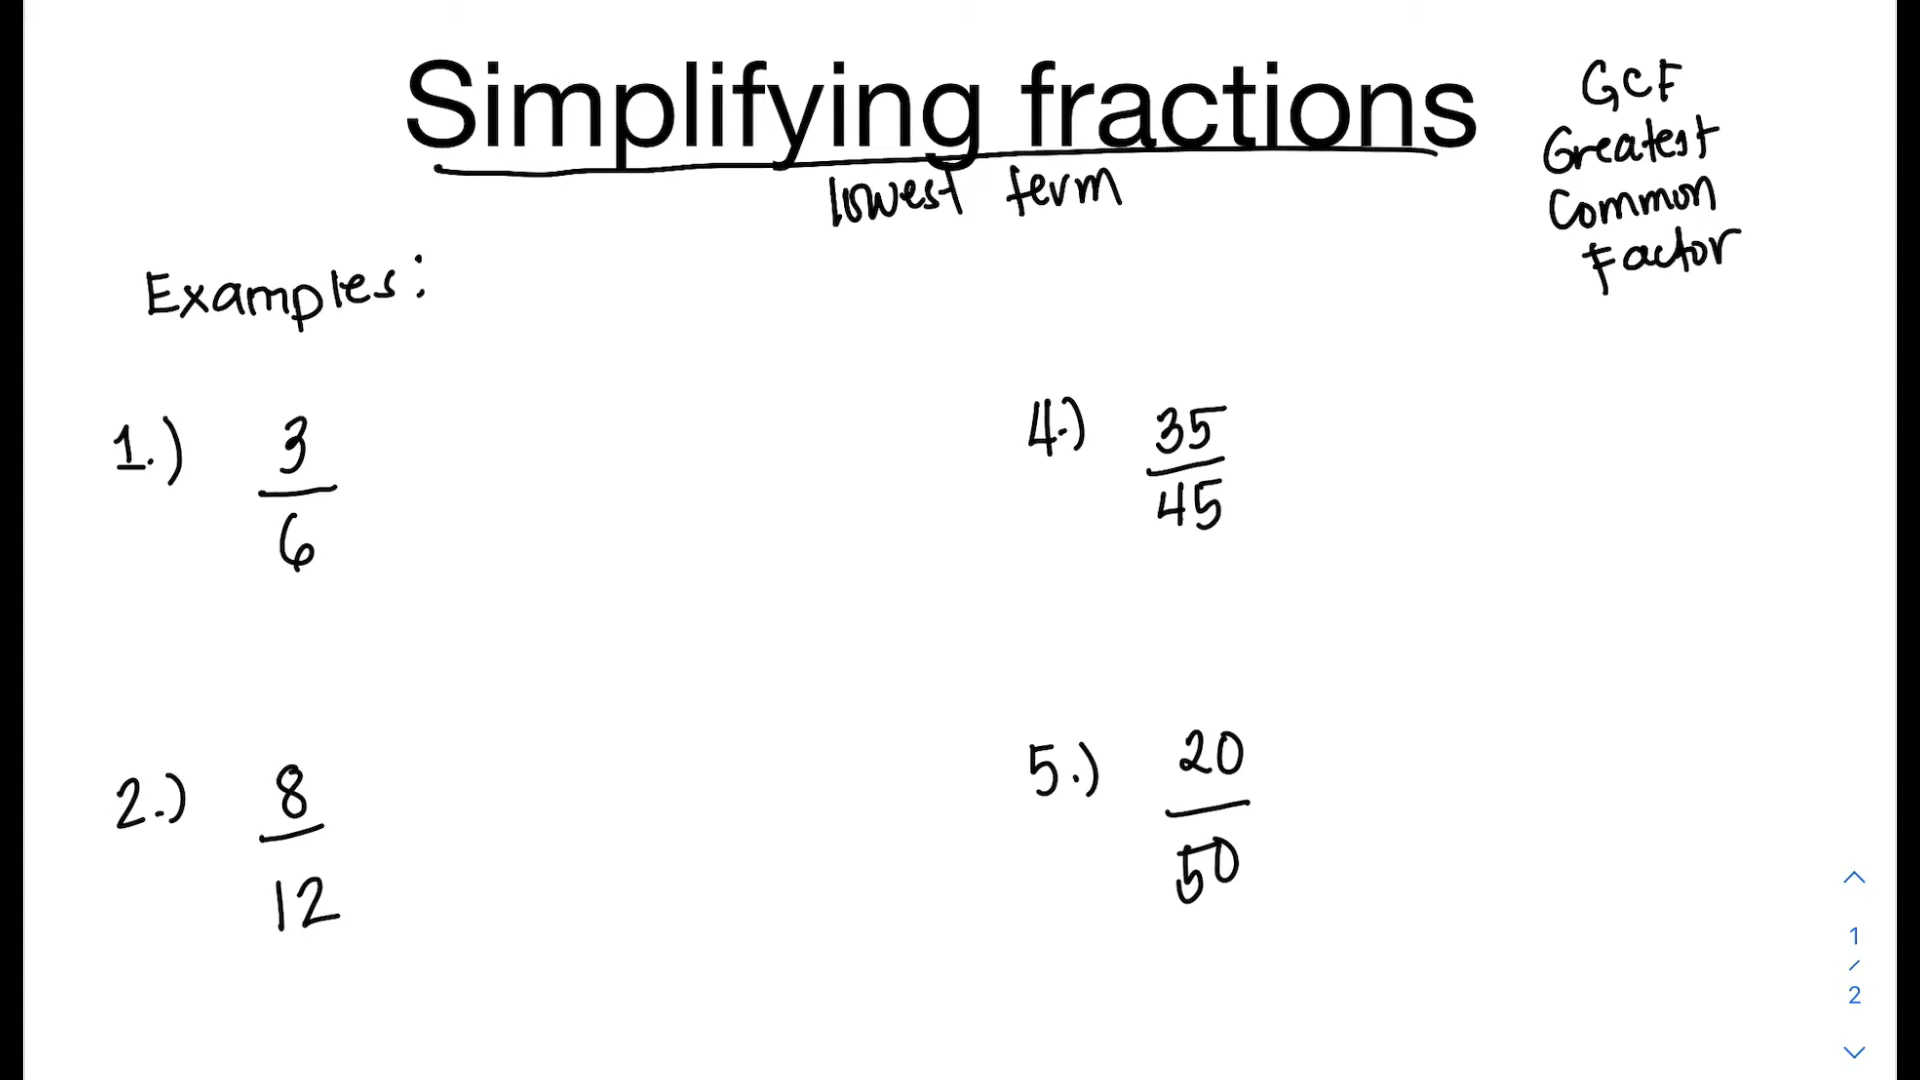 Simplifying fractions
lowest term
GCF
Greatest
Common
Factor
Examples:
1.) 3
6
4.) 35
45
2.) 8
12
5.) 20
50
1
/
2